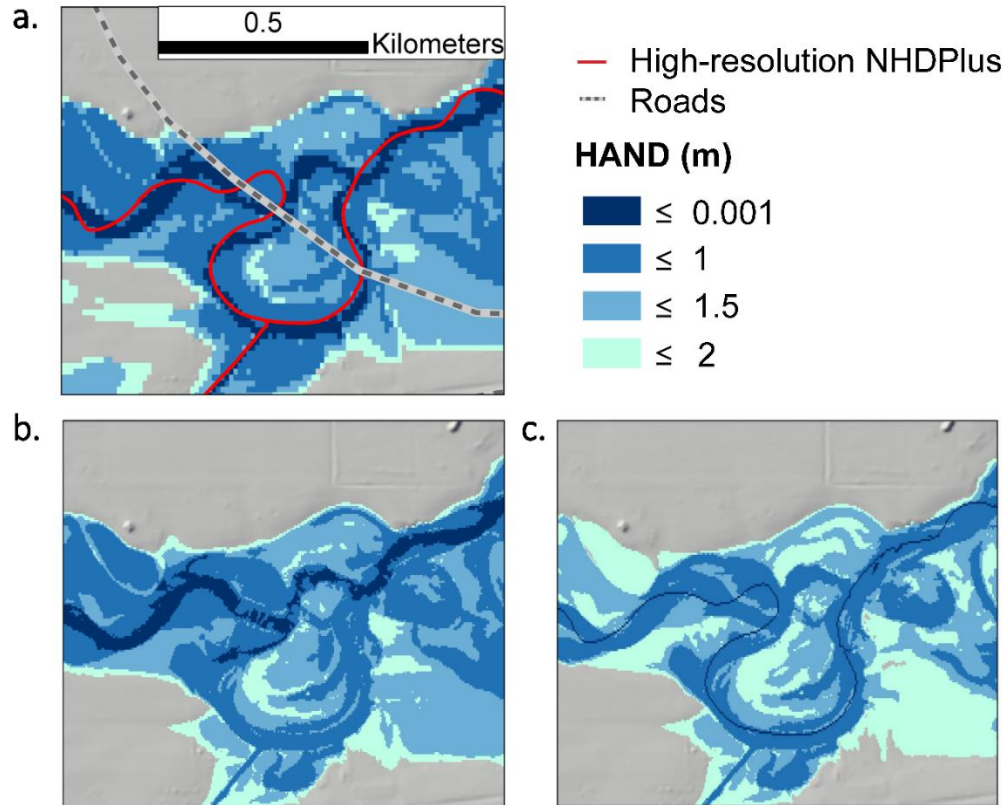 a.
0.5
Kilometers
High-resolution NHDPlus
Roads
HAND (m)
≤ 0.001
≤ 1
≤ 1.5
≤ 2
b.
c.